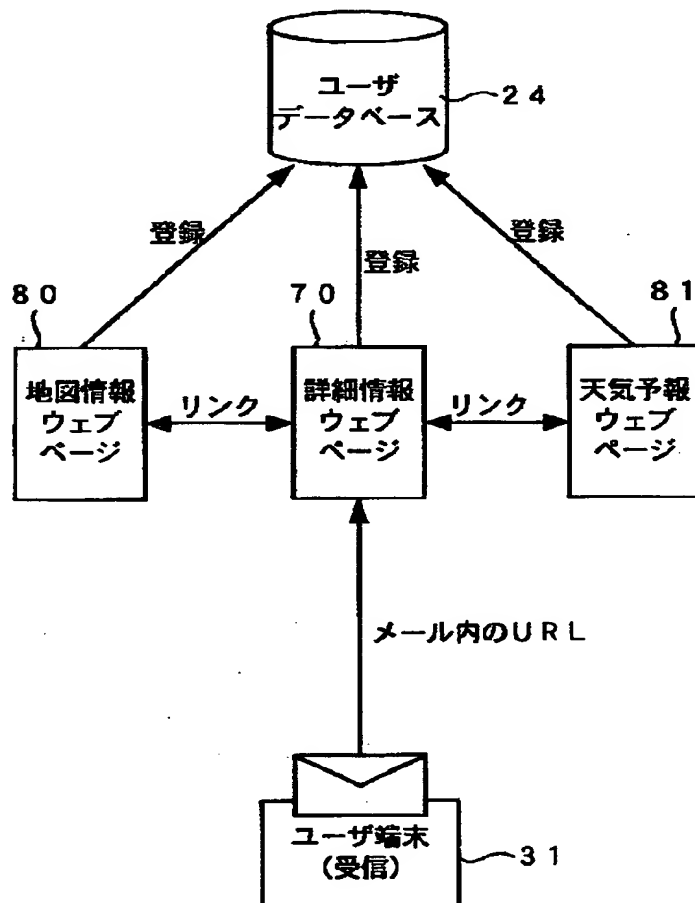 ユーザ
データベース
24
登録
登録
登録
80
70
81
地図情報
ウェブ
ページ
リンク
詳細情報
ウェブ
ページ
リンク
天気予報
ウェブ
ページ
メール内のURL
ユーザ端末
(受信)
31